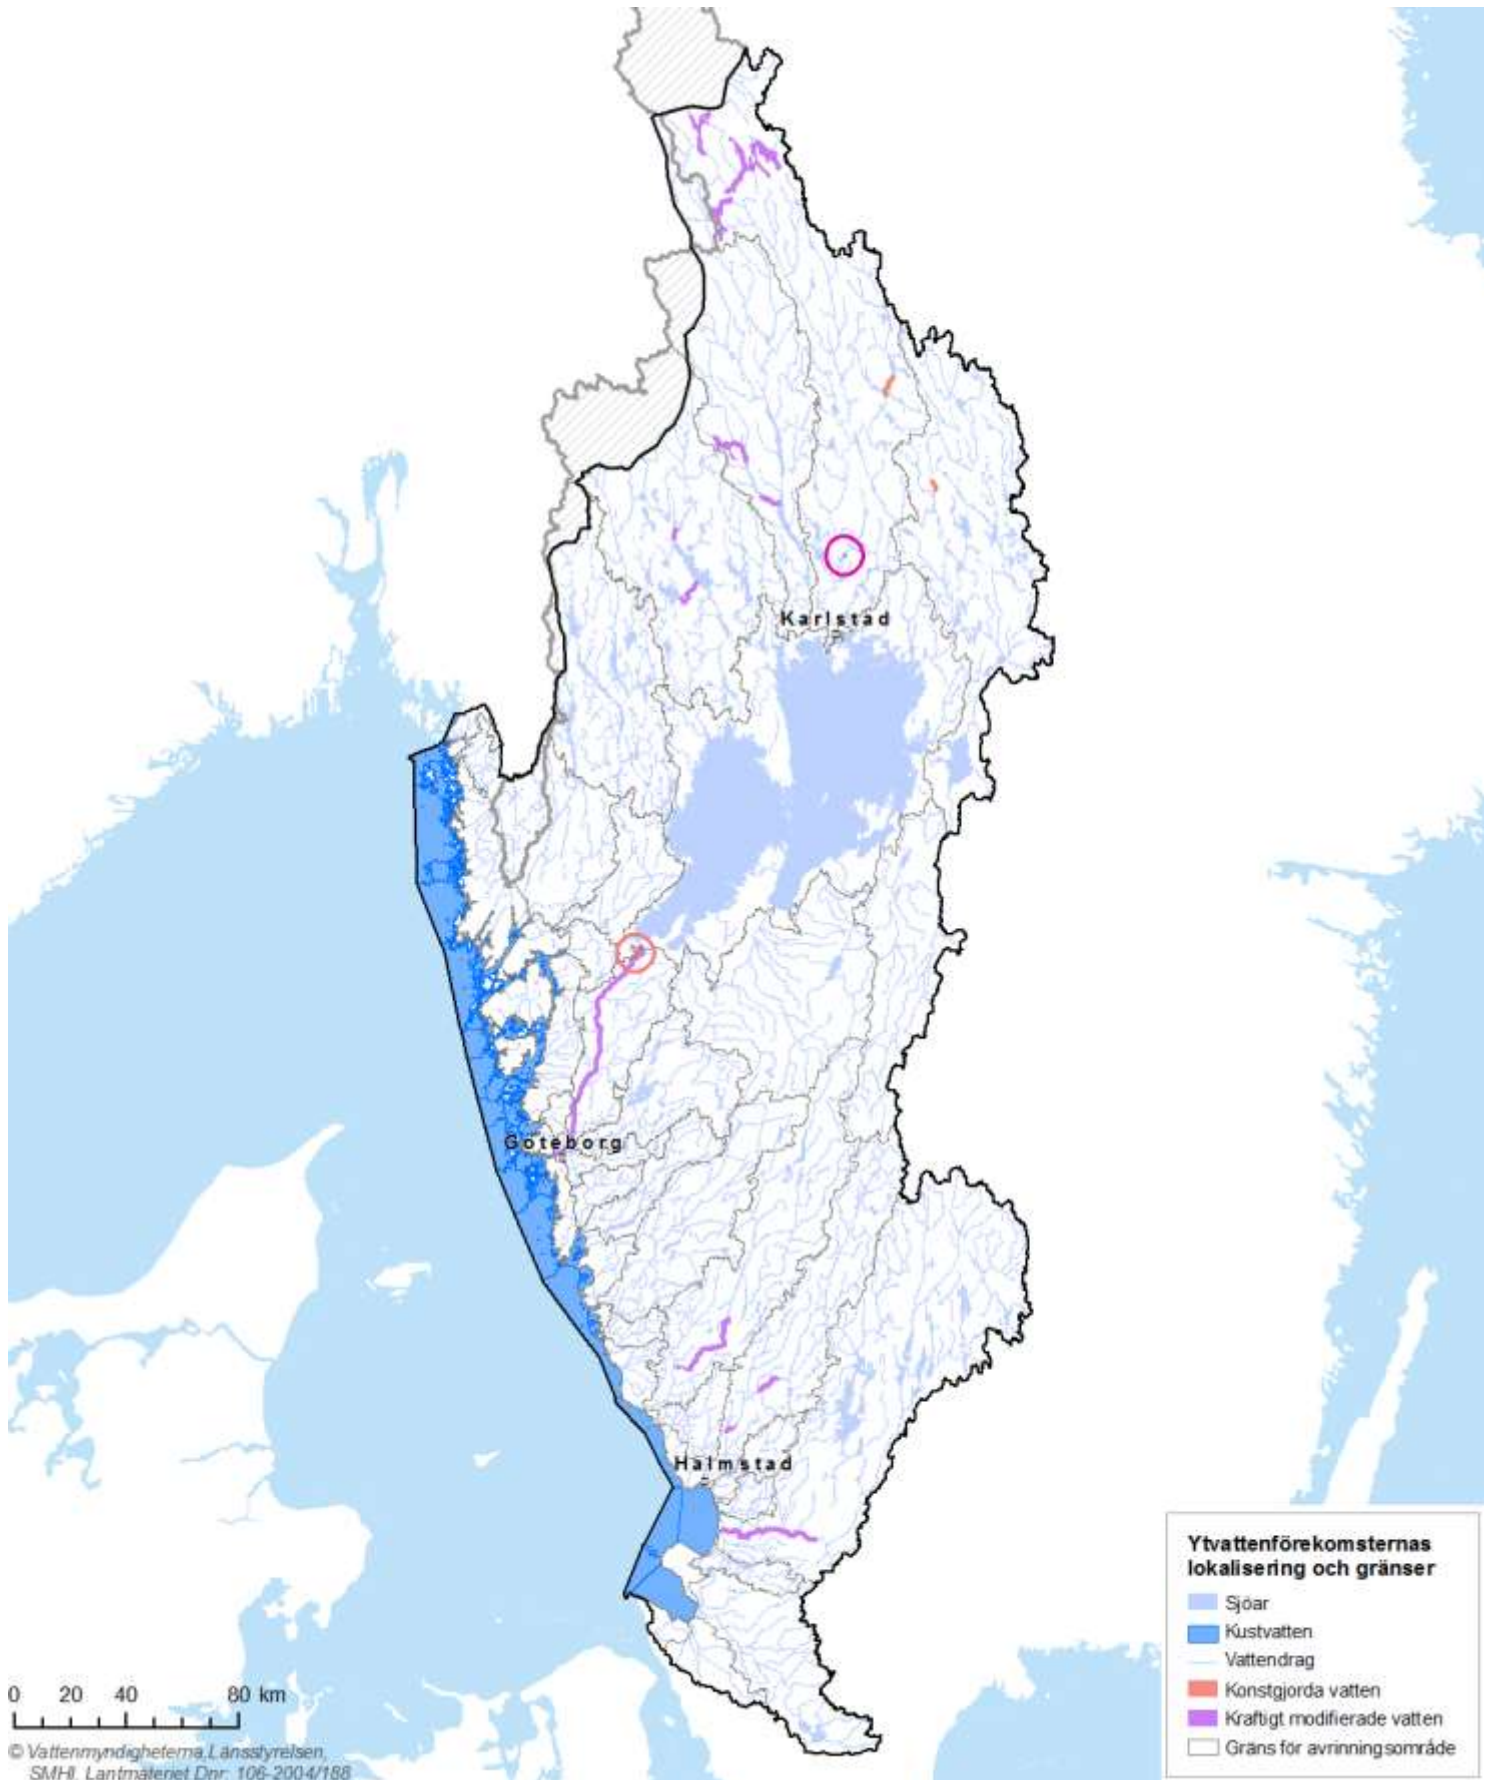 Karlstad
Göteborg
Halmstad
Ytvattenförekomsternas
lokalisering och gränser
Sjöar
Kustvatten
Vattendrag
Konstgjorda vatten
Kraftigt modifierade vatten
Gräns för avrinningsområde
0 20 40 80 km
© Vattenmyndigheterna,Länsstyrelsen,
SMHI, Lantmäteriet Dnr: 106-2004/188